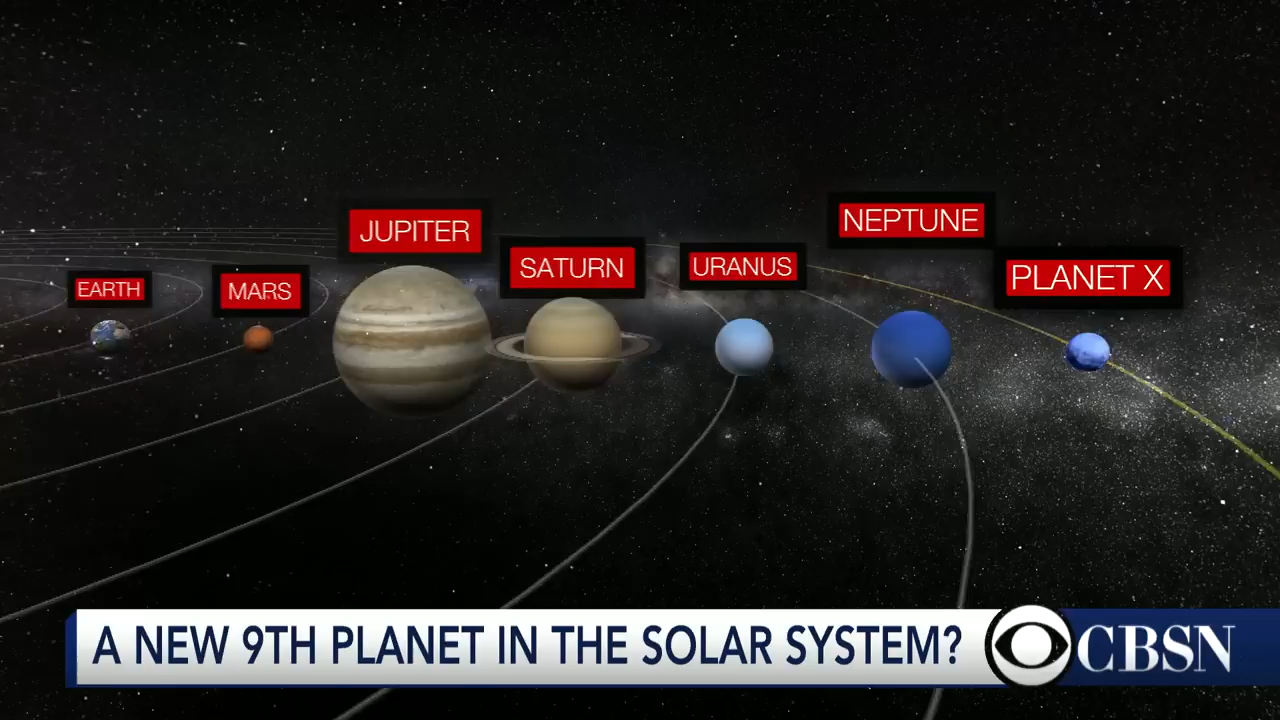 JUPITER
NEPTUNE
SATURN
URANUS
PLANET X
EARTH
MARS
A NEW 9TH PLANET IN THE SOLAR SYSTEM?
CBSN